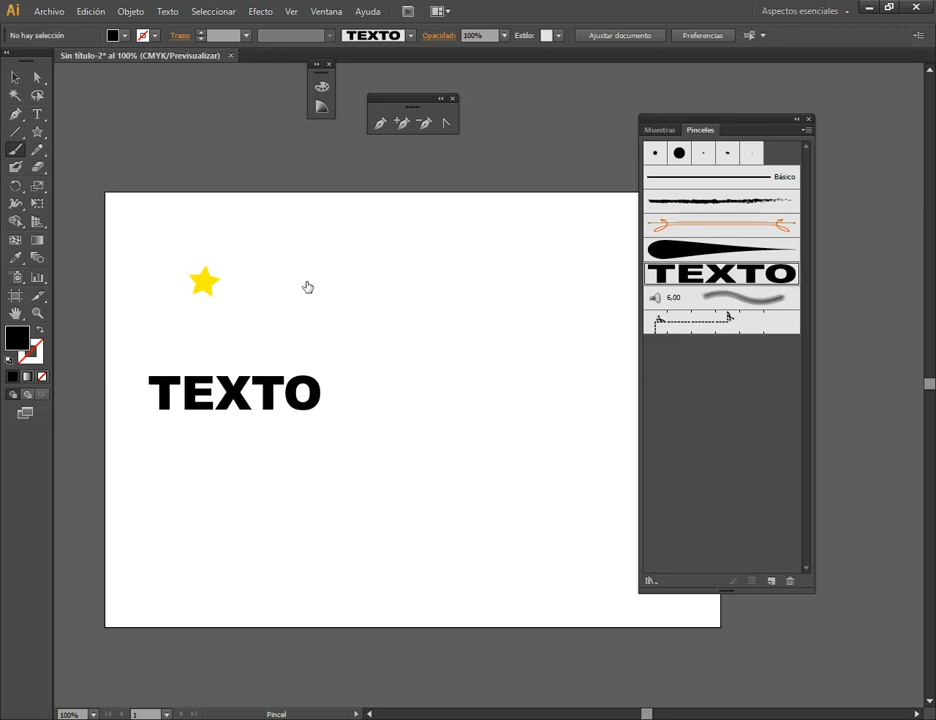 Ai Archivo Edición Objeto Texto Seleccionar Efecto Ver Ventana Ayuda Br Aspectos esenciales
No hay selección Trazo: TEXTO Opacidad: 100% Estilo: Ajustar documento Preferencias
Sin título-2* al 100% (CMYK/Previsualizar)
Muestras Pinceles
Básico
TEXTO
6,00
TEXTO
100% 1 Pincel